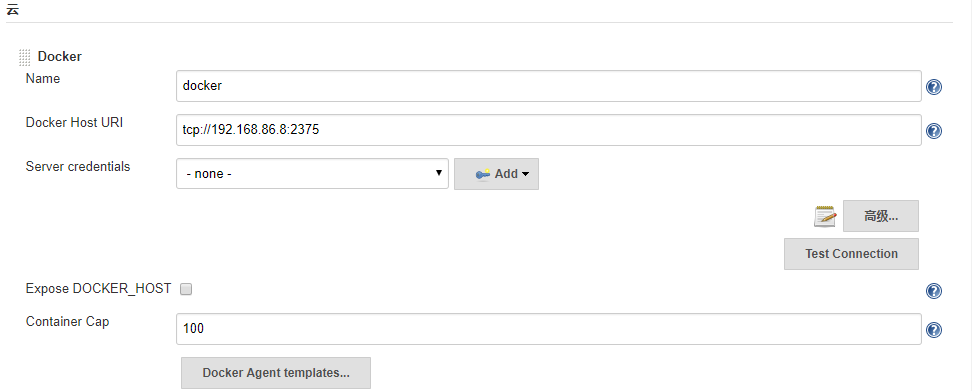 云
Docker
Name
docker
Docker Host URI
tcp://192.168.86.8:2375
Server credentials
- none -
Add
高级...
Test Connection
Expose DOCKER_HOST
Container Cap
100
Docker Agent templates...